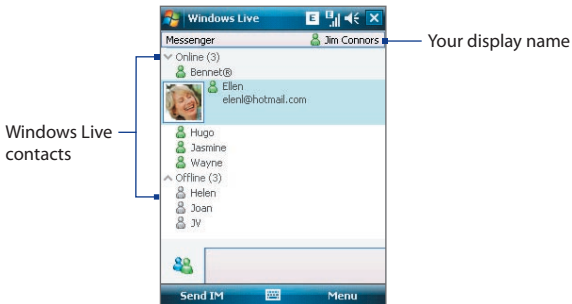 Windows Live
E
E
Messenger
Jim Connors
Your display name
Online (3)
Bennet®
Ellen
elenl@hotmail.com
Windows Live
contacts
Hugo
Jasmine
Wayne
Offline (3)
Helen
Joan
JY
Send IM
Menu